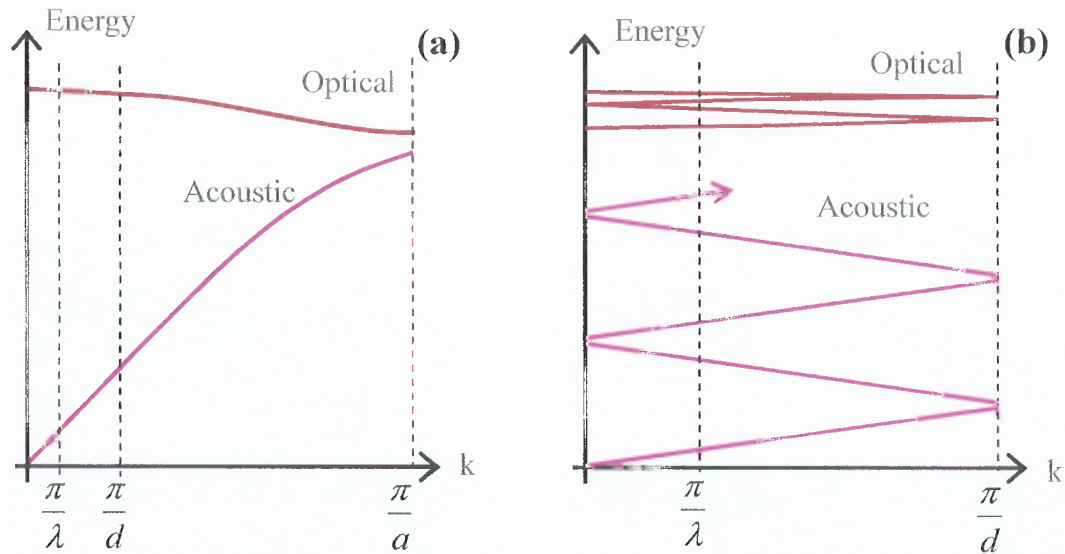 Energy
(a)
Optical
Acoustic
k
π/λ
π/d
π/a
Energy
(b)
Optical
Acoustic
k
π/λ
π/d